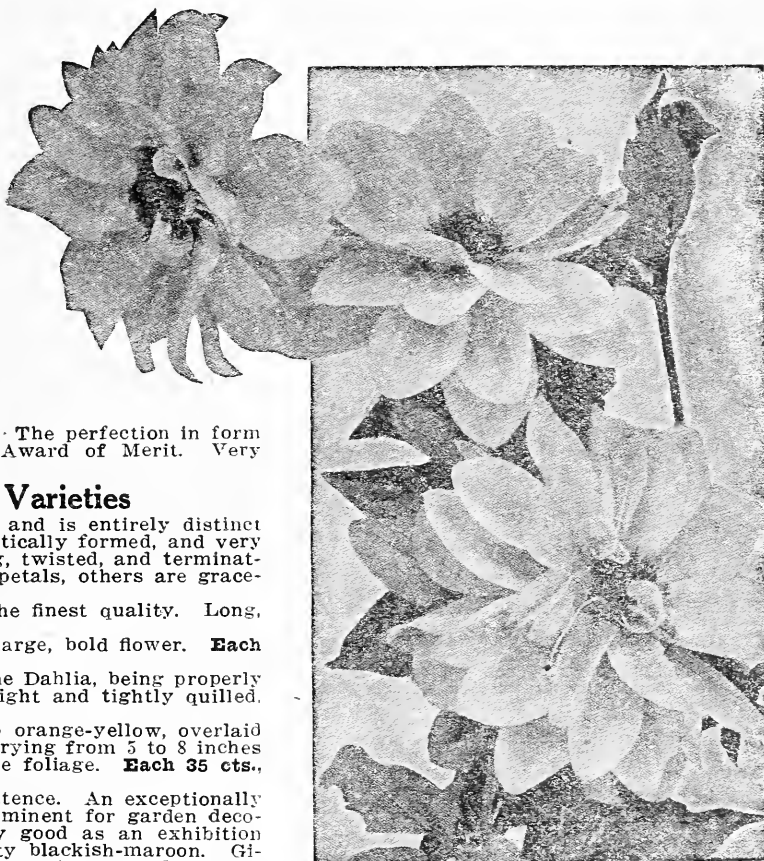 The perfection in form
Award of Merit. Very
Varieties
and is entirely distinct
tically formed, and very
, twisted, and terminat-
petals, others are grace-
he finest quality. Long,
arge, bold flower. Each
e Dahlia, being properly
ight and tightly quilled,
orange-yellow, overlaid
rying from 5 to 8 inches
e foliage. Each 35 cts.,
tence. An exceptionally
minent for garden deco-
y good as an exhibition
ty blackish-maroon. Gi-